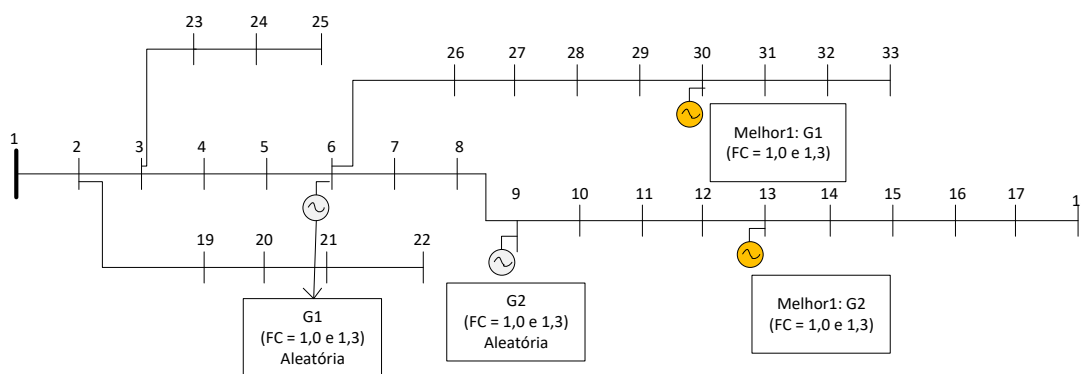 23 24 25
26 27 28 29 30 31 32 33
Melhor1: G1
(FC = 1,0 e 1,3)
1 2 3 4 5 6 7 8
9 10 11 12 13 14 15 16 17 1
19 20 21 22
G1
(FC = 1,0 e 1,3)
Aleatória
G2
(FC = 1,0 e 1,3)
Aleatória
Melhor1: G2
(FC = 1,0 e 1,3)